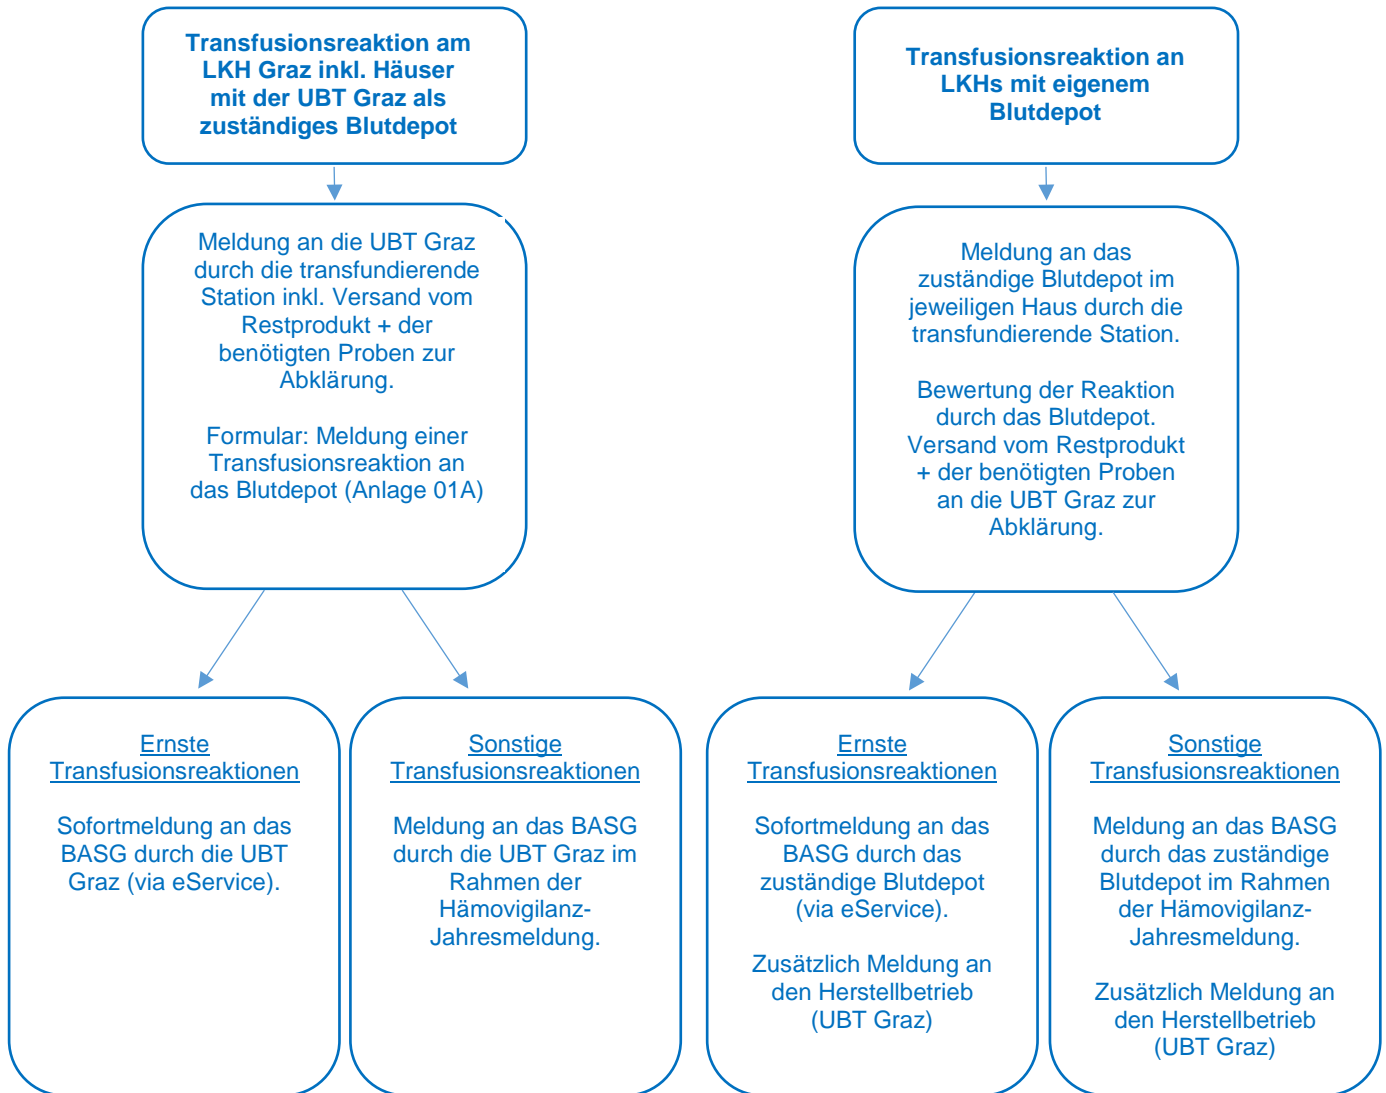 Transfusionsreaktion am
LKH Graz inkl. Häuser
mit der UBT Graz als
zuständiges Blutdepot
Transfusionsreaktion an
LKHs mit eigenem
Blutdepot
Meldung an die UBT Graz
durch die transfundierende
Station inkl. Versand vom
Restprodukt + der
benötigten Proben zur
Abklärung.
Formular: Meldung einer
Transfusionsreaktion an
das Blutdepot (Anlage 01A)
Meldung an das
zuständige Blutdepot im
jeweiligen Haus durch die
transfundierende Station.
Bewertung der Reaktion
durch das Blutdepot.
Versand vom Restprodukt
+ der benötigten Proben
an die UBT Graz zur
Abklärung.
Ernste
Transfusionsreaktionen
Sofortmeldung an das
BASG durch die UBT
Graz (via eService).
Sonstige
Transfusionsreaktionen
Meldung an das BASG
durch die UBT Graz im
Rahmen der
Hämovigilanz-
Jahresmeldung.
Ernste
Transfusionsreaktionen
Sofortmeldung an das
BASG durch das
zuständige Blutdepot
(via eService).
Zusätzlich Meldung an
den Herstellbetrieb
(UBT Graz)
Sonstige
Transfusionsreaktionen
Meldung an das BASG
durch das zuständige
Blutdepot im Rahmen
der Hämovigilanz-
Jahresmeldung.
Zusätzlich Meldung an
den Herstellbetrieb
(UBT Graz)